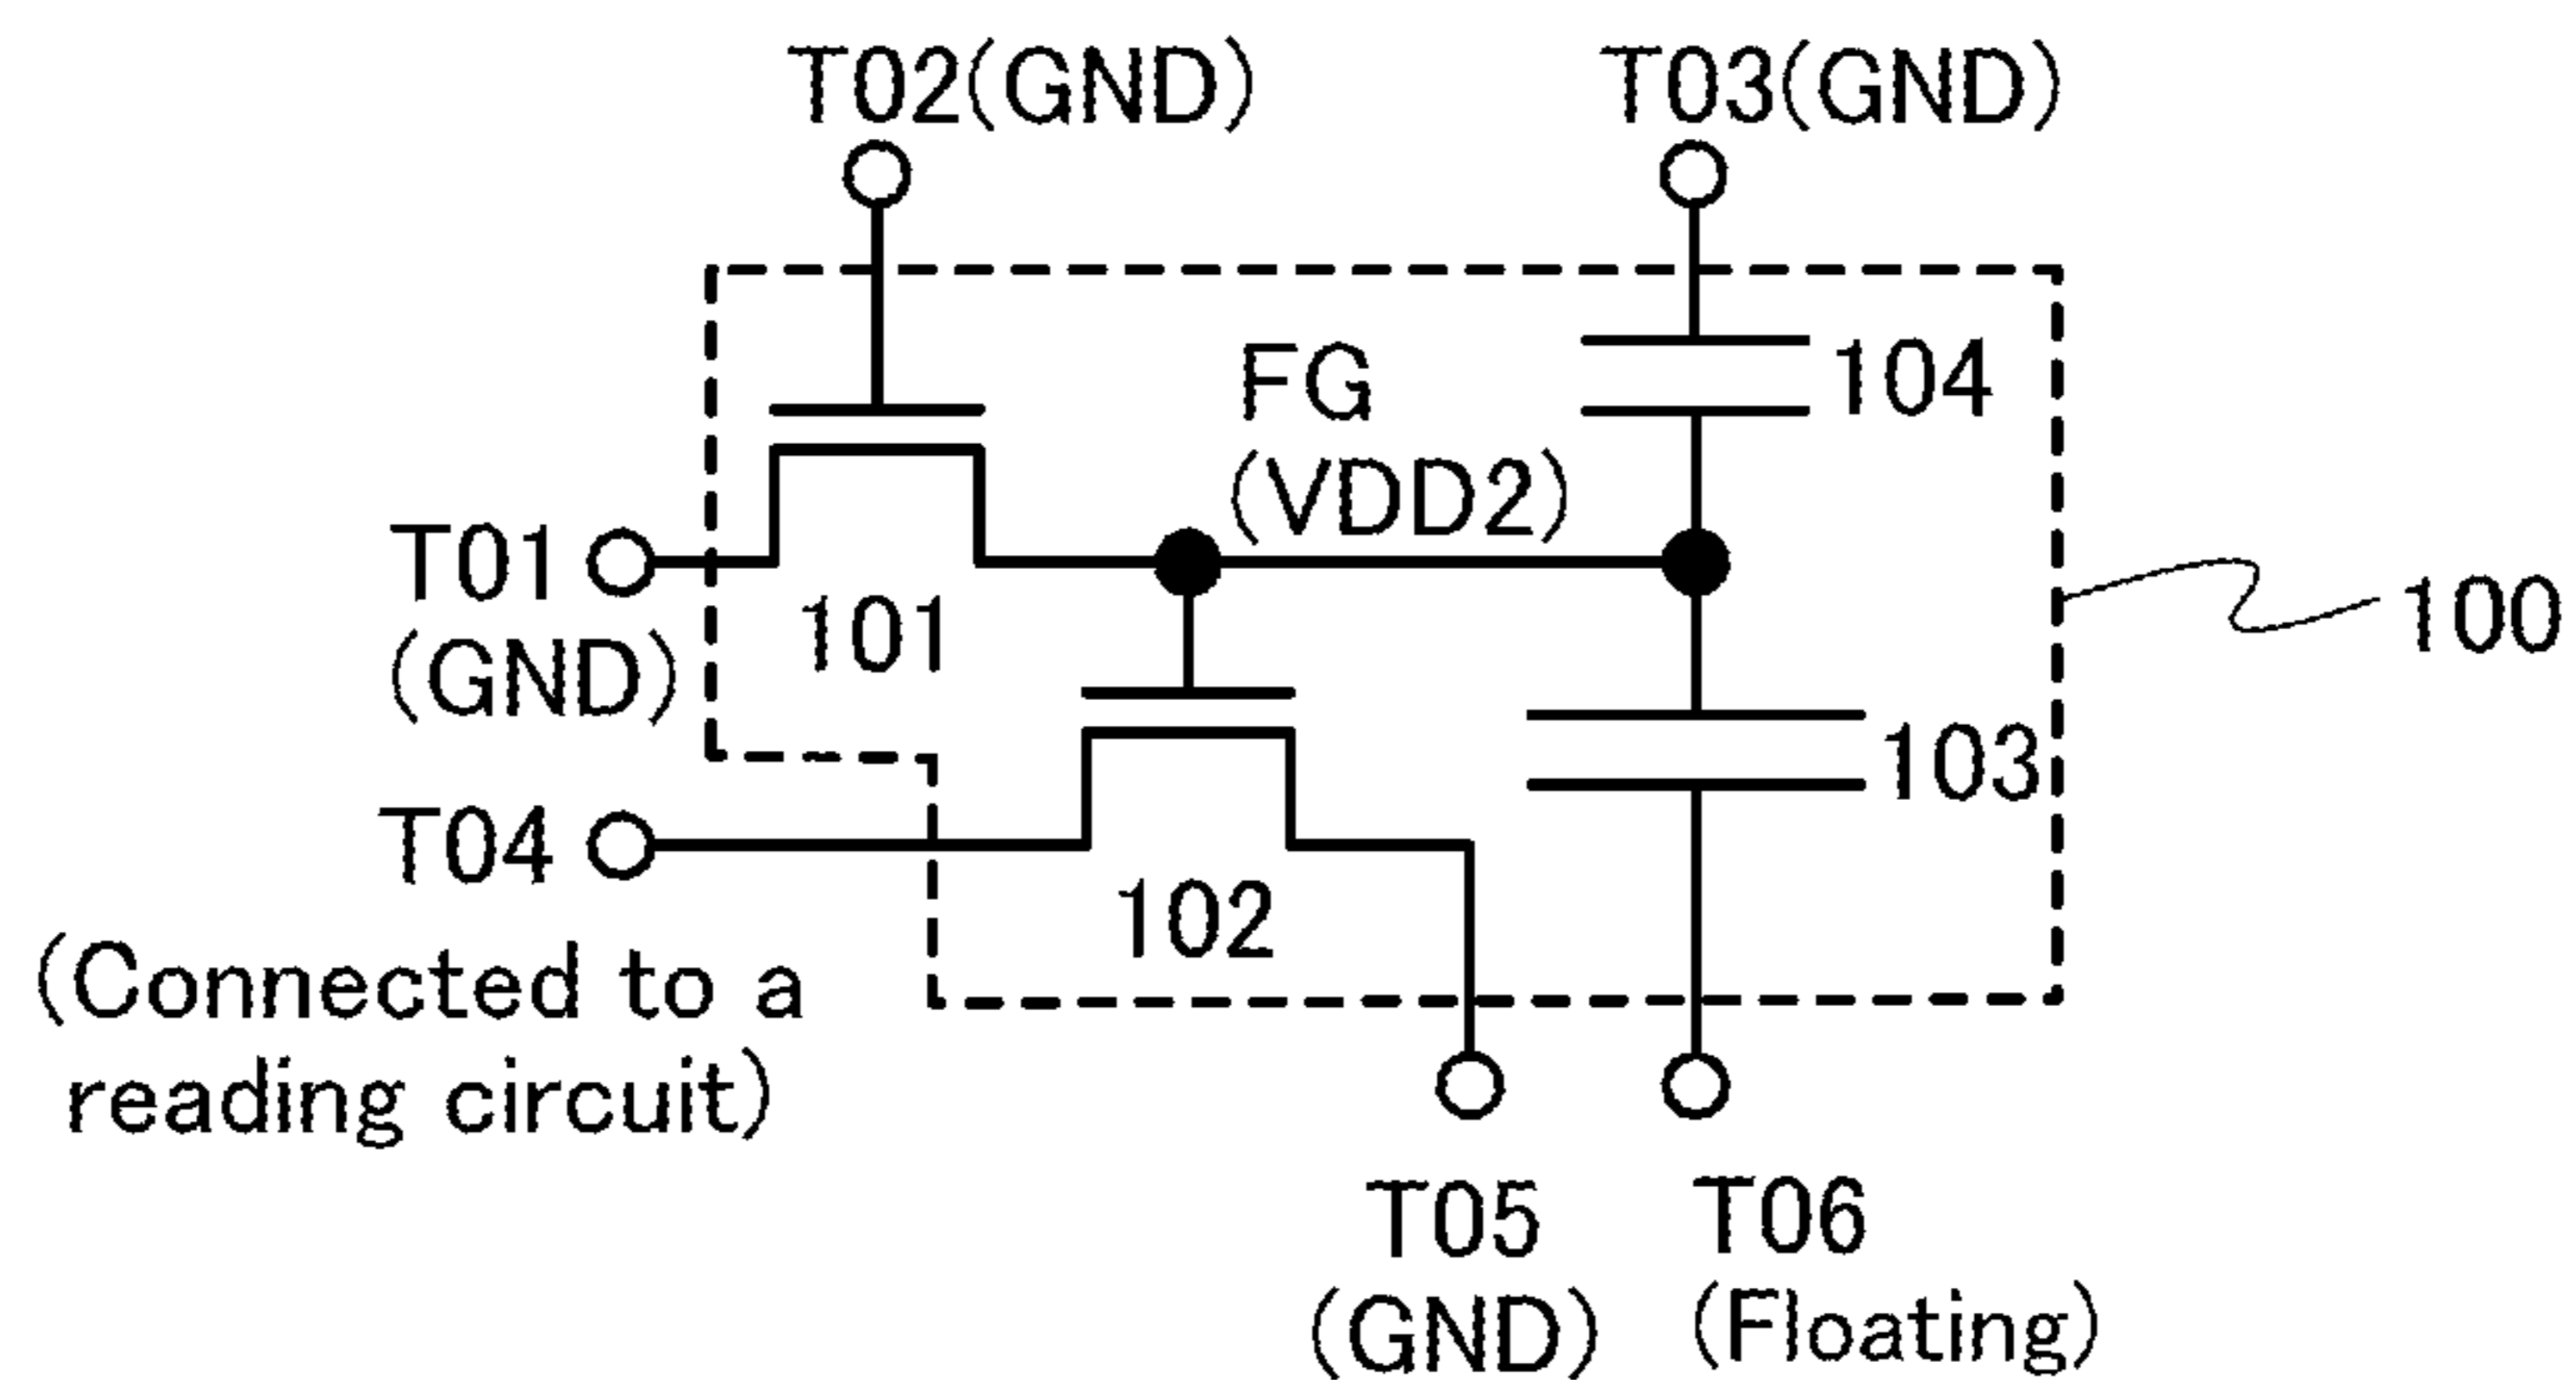 T02(GND)
T03(GND)
FG
(VDD2)
104
T01
(GND)
101
100
103
T04
(Connected to a
reading circuit)
102
T05
(GND)
T06
(Floating)